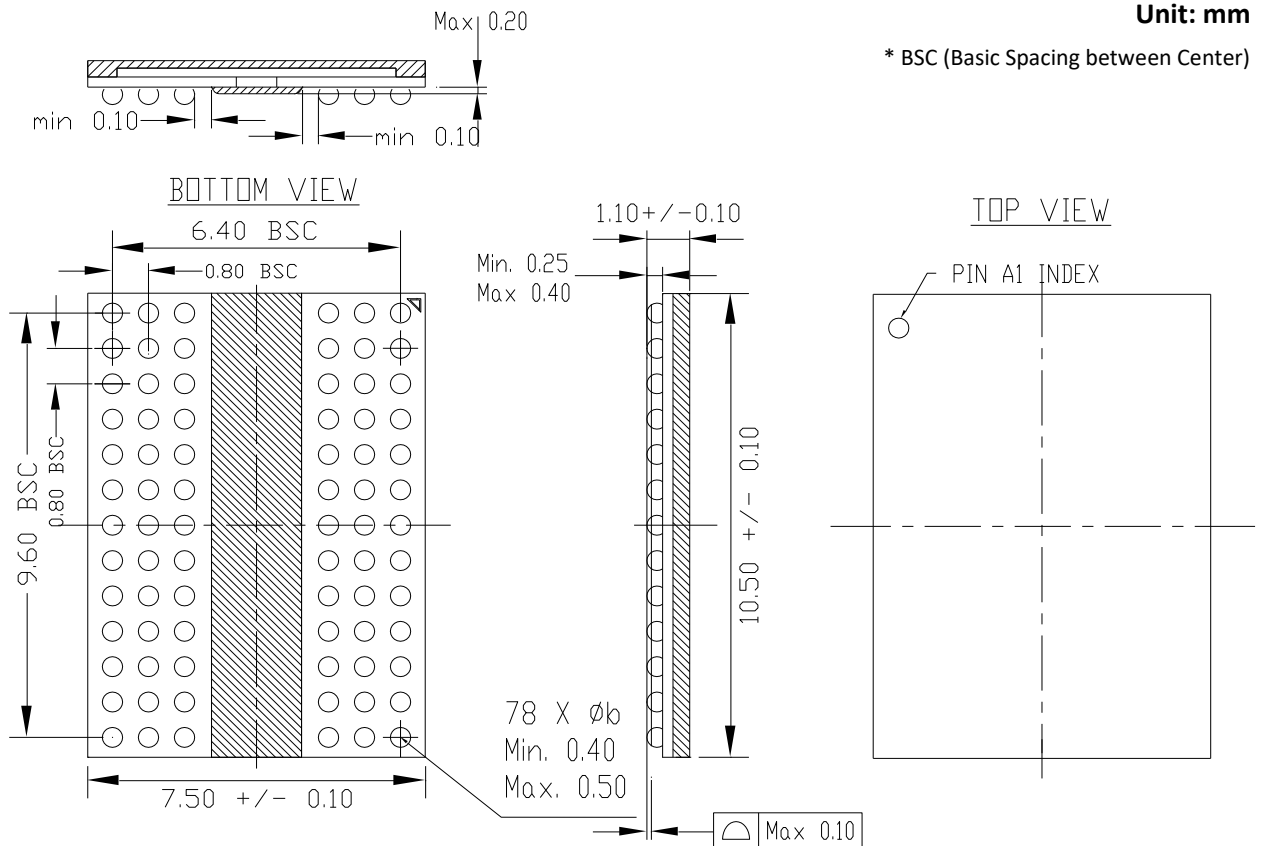 Unit: mm
* BSC (Basic Spacing between Center)
Max 0.20
min 0.10
min 0.10
BOTTOM VIEW
6.40 BSC
0.80 BSC
9.60 BSC
0.80 BSC
7.50 +/- 0.10
1.10+/-0.10
Min. 0.25
Max 0.40
10.50 +/- 0.10
78 X Øb
Min. 0.40
Max. 0.50
Max 0.10
TOP VIEW
PIN A1 INDEX